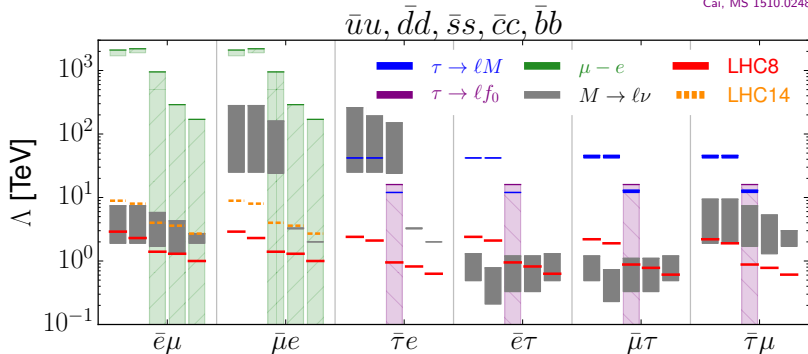 Cai, MS 1510.0248
ūu, d̄d, s̄s, c̄c, b̄b
Λ [TeV]
10³
10²
10¹
10⁰
10⁻¹
τ → ℓM
μ − e
LHC8
τ → ℓf₀
M → ℓν
LHC14
ēμ
μ̄e
τ̄e
ēτ
μ̄τ
τ̄μ